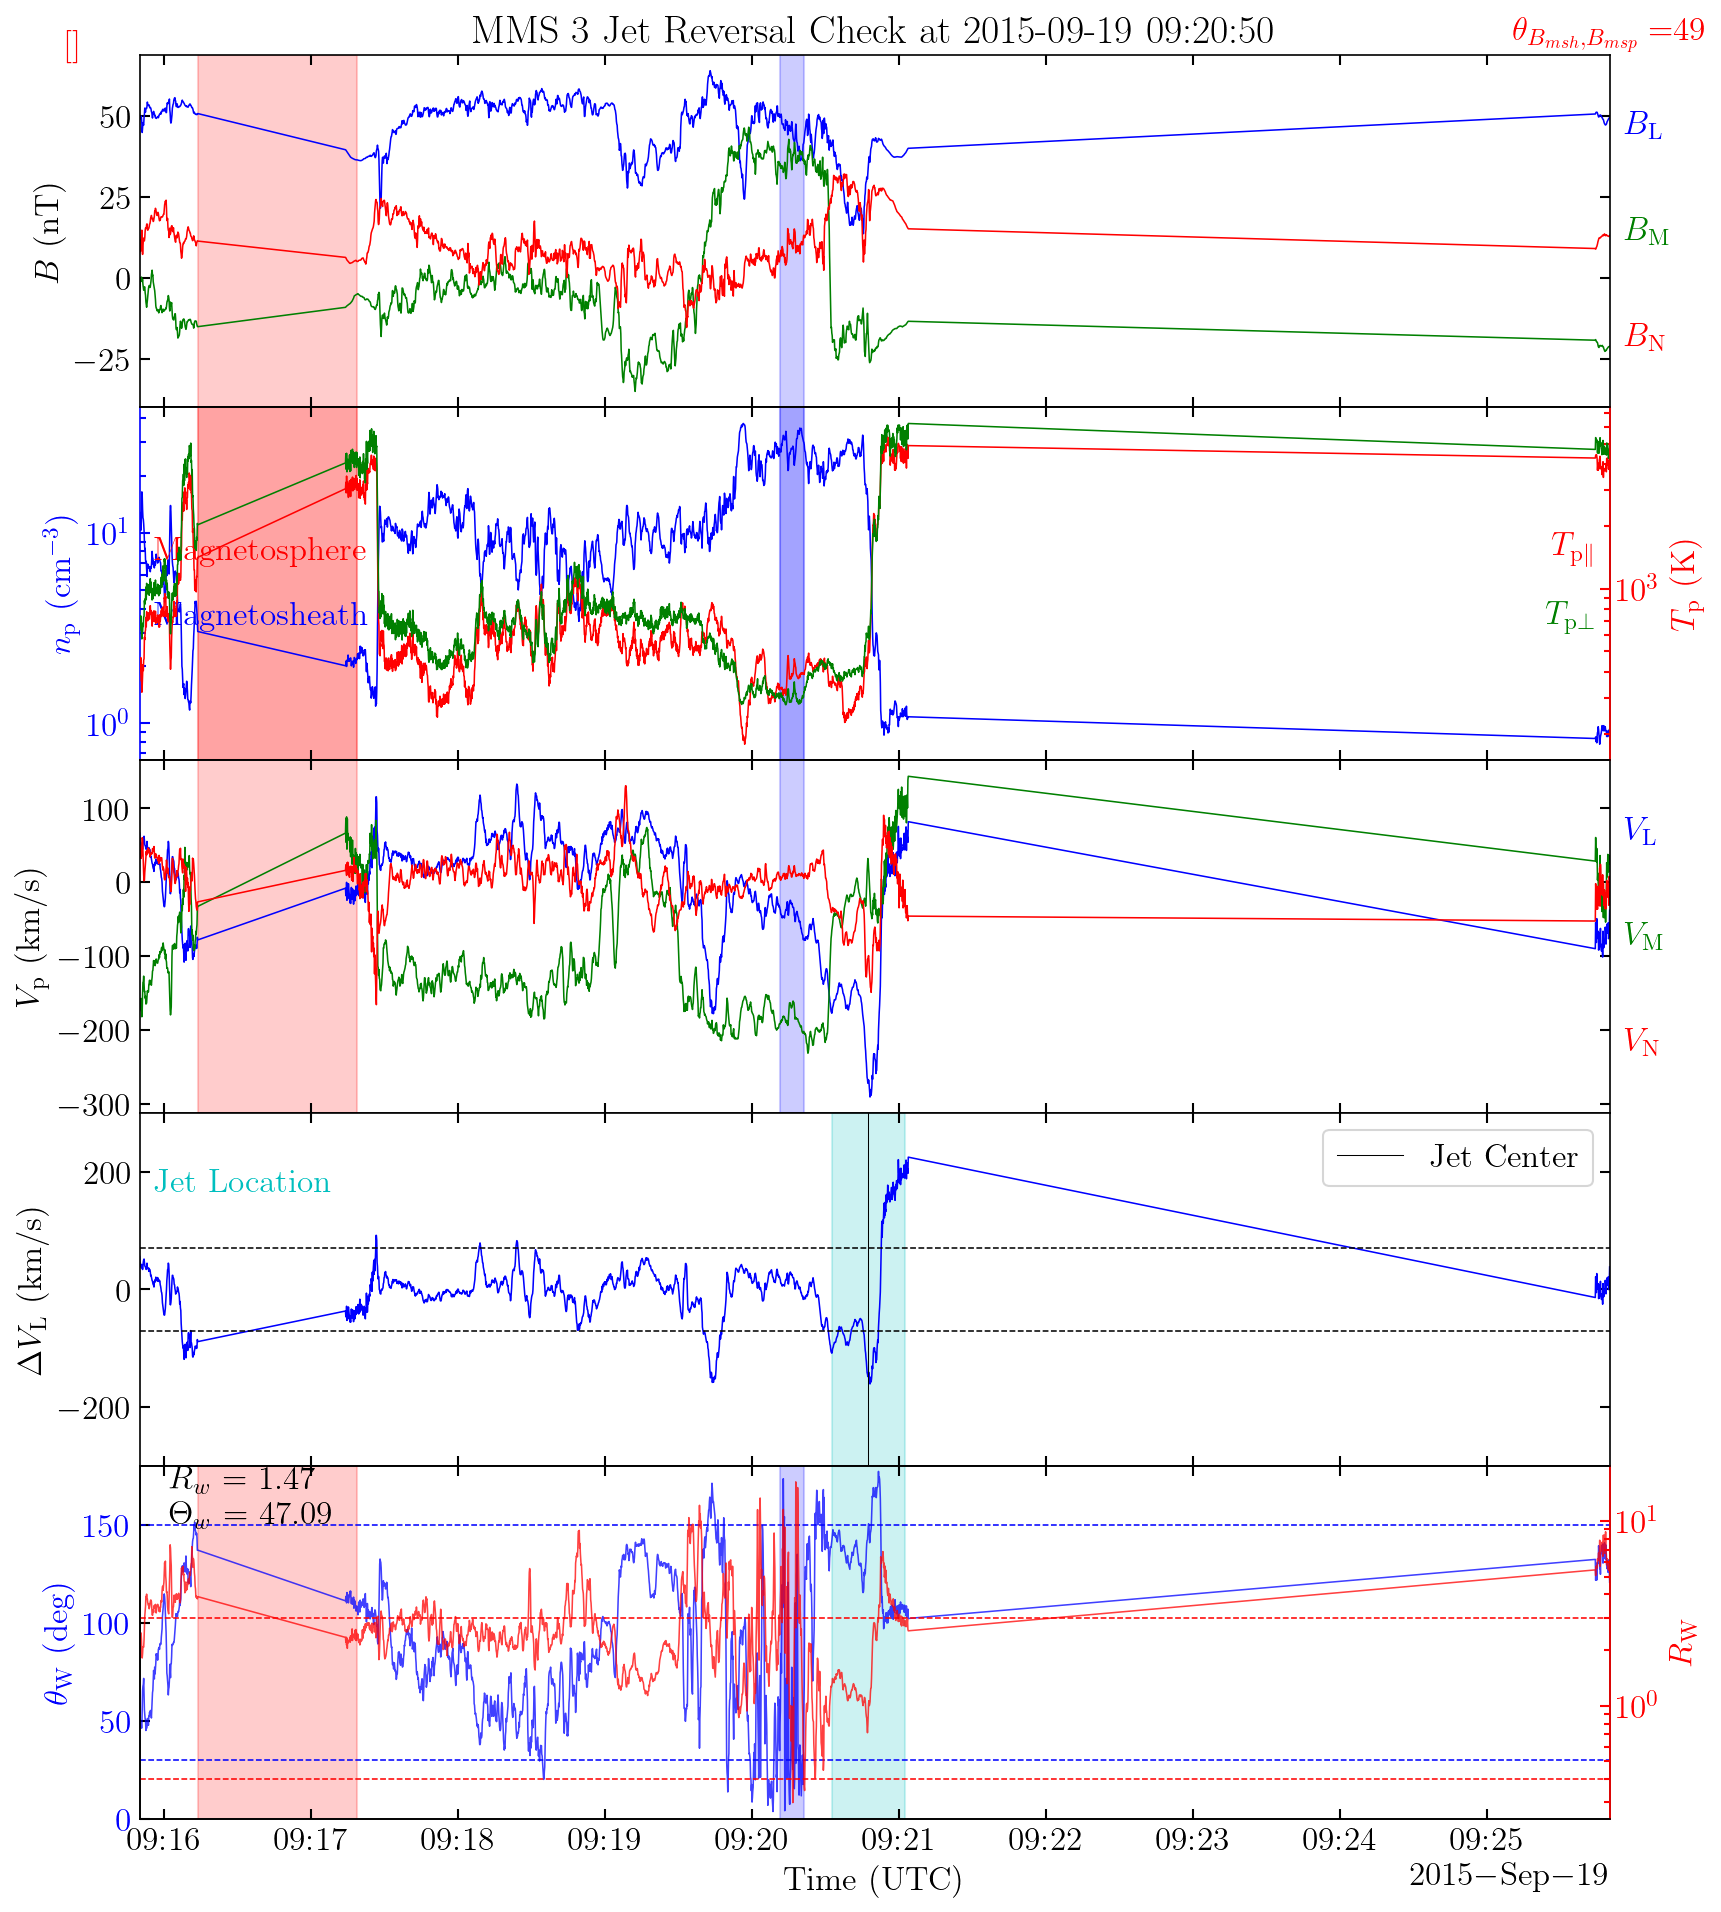 MMS 3 Jet Reversal Check at 2015-09-19 09:20:50
θ_{B_{msh},B_{msp}} =49
[]
50
25
0
−25
B (nT)
B_L
B_M
B_N
10^1
10^0
n_p (cm^{−3})
Magnetosphere
Magnetosheath
T_{p∥}
T_{p⊥}
10^3
T_p (K)
100
0
−100
−200
−300
V_p (km/s)
V_L
V_M
V_N
200
0
−200
ΔV_L (km/s)
Jet Location
Jet Center
R_w = 1.47
Θ_w = 47.09
150
100
50
0
θ_W (deg)
10^1
10^0
R_W
09:16 09:17 09:18 09:19 09:20 09:21 09:22 09:23 09:24 09:25
Time (UTC)
2015−Sep−19